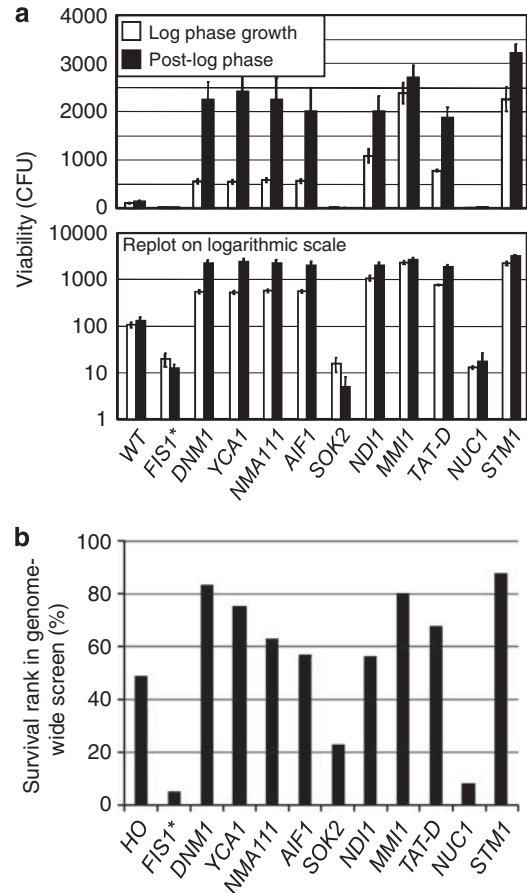 a
Viability (CFU)
4000
3000
2000
1000
0
Log phase growth
Post-log phase
10000
1000
100
10
1
Replot on logarithmic scale
WT
FIS1*
DNM1
YCA1
NMA111
AIF1
SOK2
NDI1
MMI1
TAT-D
NUC1
STM1
b
Survival rank in genome-
wide screen (%)
100
80
60
40
20
0
HO
FIS1*
DNM1
YCA1
NMA111
AIF1
SOK2
NDI1
MMI1
TAT-D
NUC1
STM1